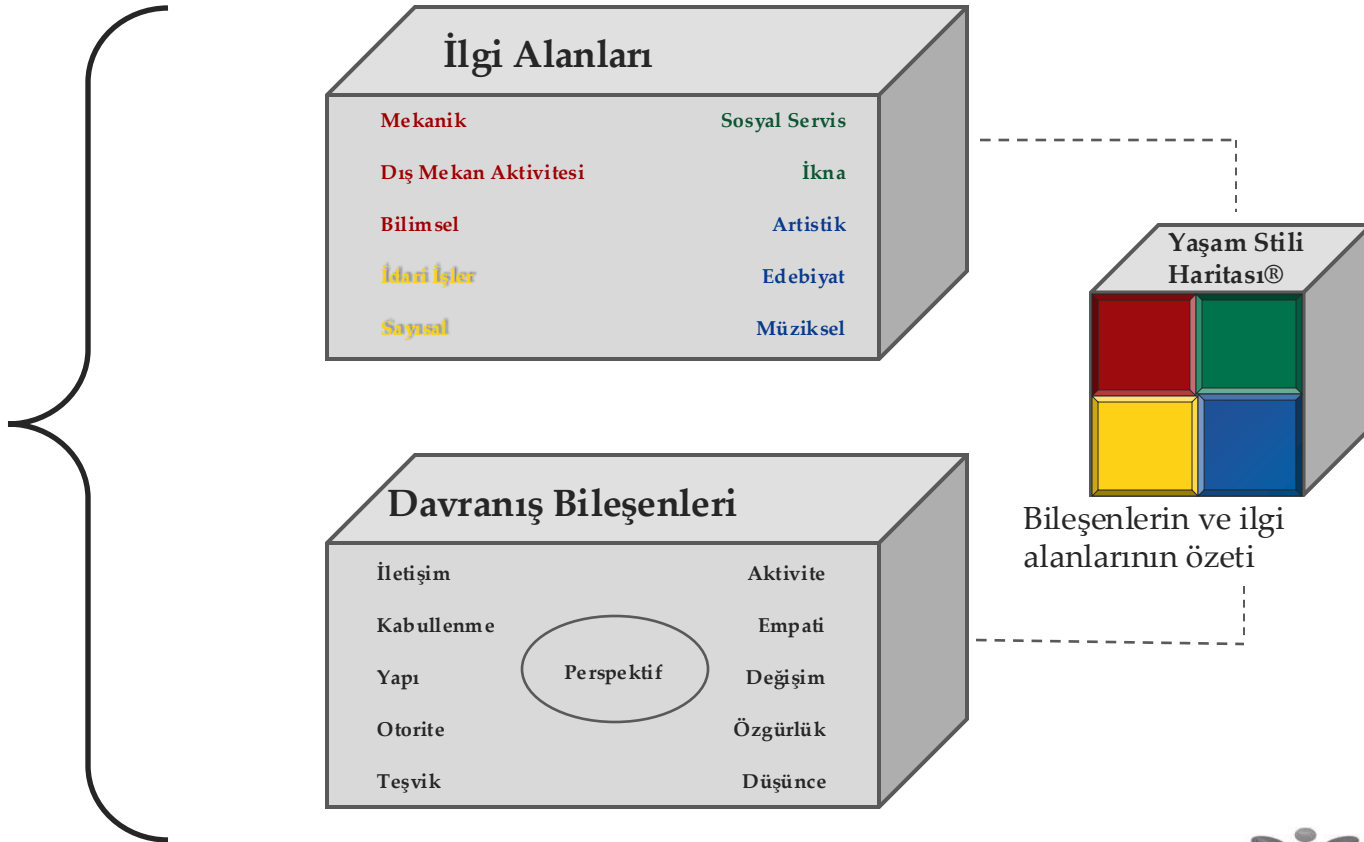 İlgi Alanları
Mekanik
Sosyal Servis
Dış Mekan Aktivitesi
İkna
Bilimsel
Artistik
İdari İşler
Edebiyat
Sayısal
Müziksel
Yaşam Stili
Haritası®
Bileşenlerin ve ilgi
alanlarının özeti
Davranış Bileşenleri
İletişim
Aktivite
Kabullenme
Empati
Perspektif
Yapı
Değişim
Otorite
Özgürlük
Teşvik
Düşünce